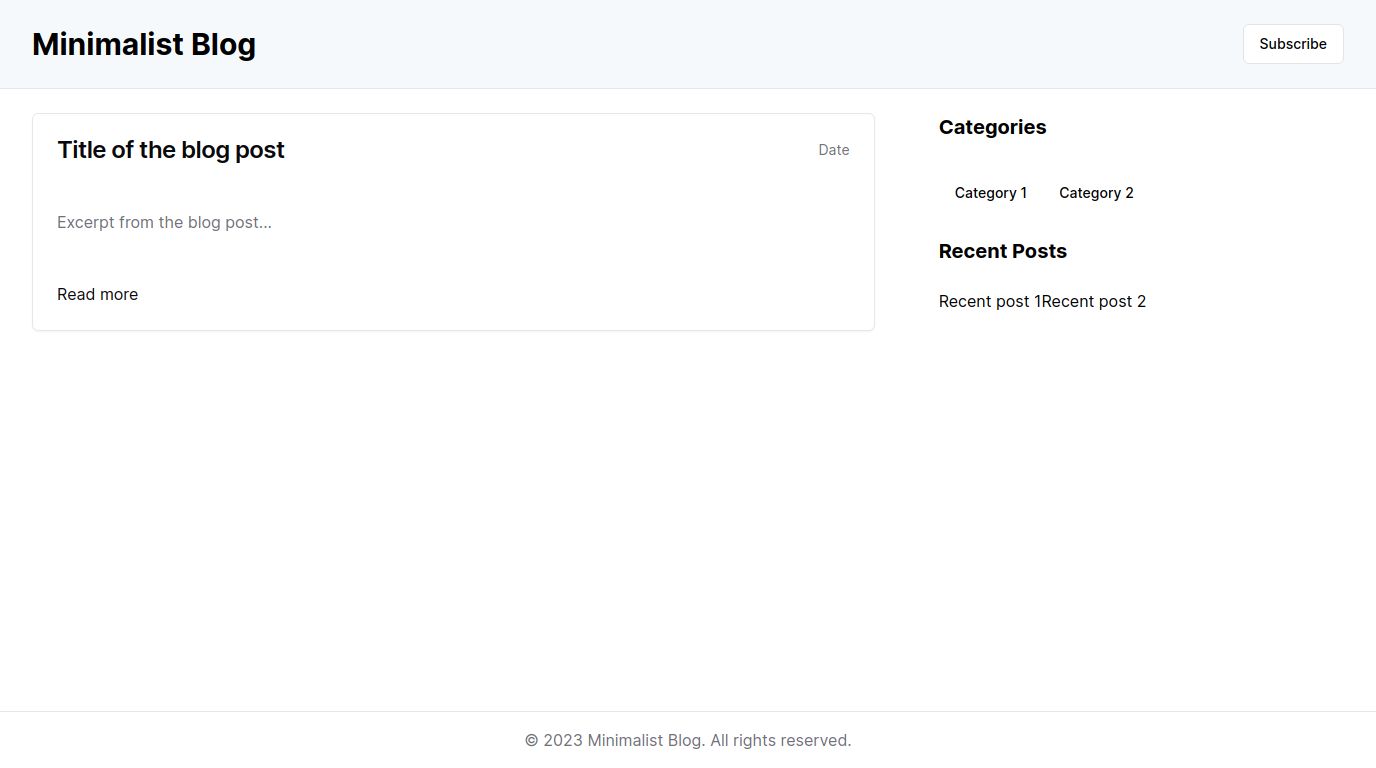 Minimalist Blog
Subscribe
Title of the blog post
Date
Excerpt from the blog post...
Read more
Categories
Category 1 Category 2
Recent Posts
Recent post 1Recent post 2
© 2023 Minimalist Blog. All rights reserved.